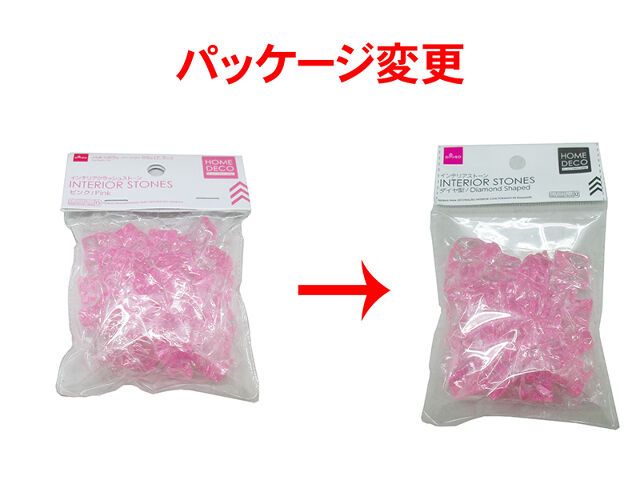 パッケージ変更
DAISO
HOME
DECO
インテリアクラッシュストーン
INTERIOR STONES
ピンク/Pink
DAISO
HOME
DECO
インテリアストーン
INTERIOR STONES
ダイヤ型/Diamond Shaped